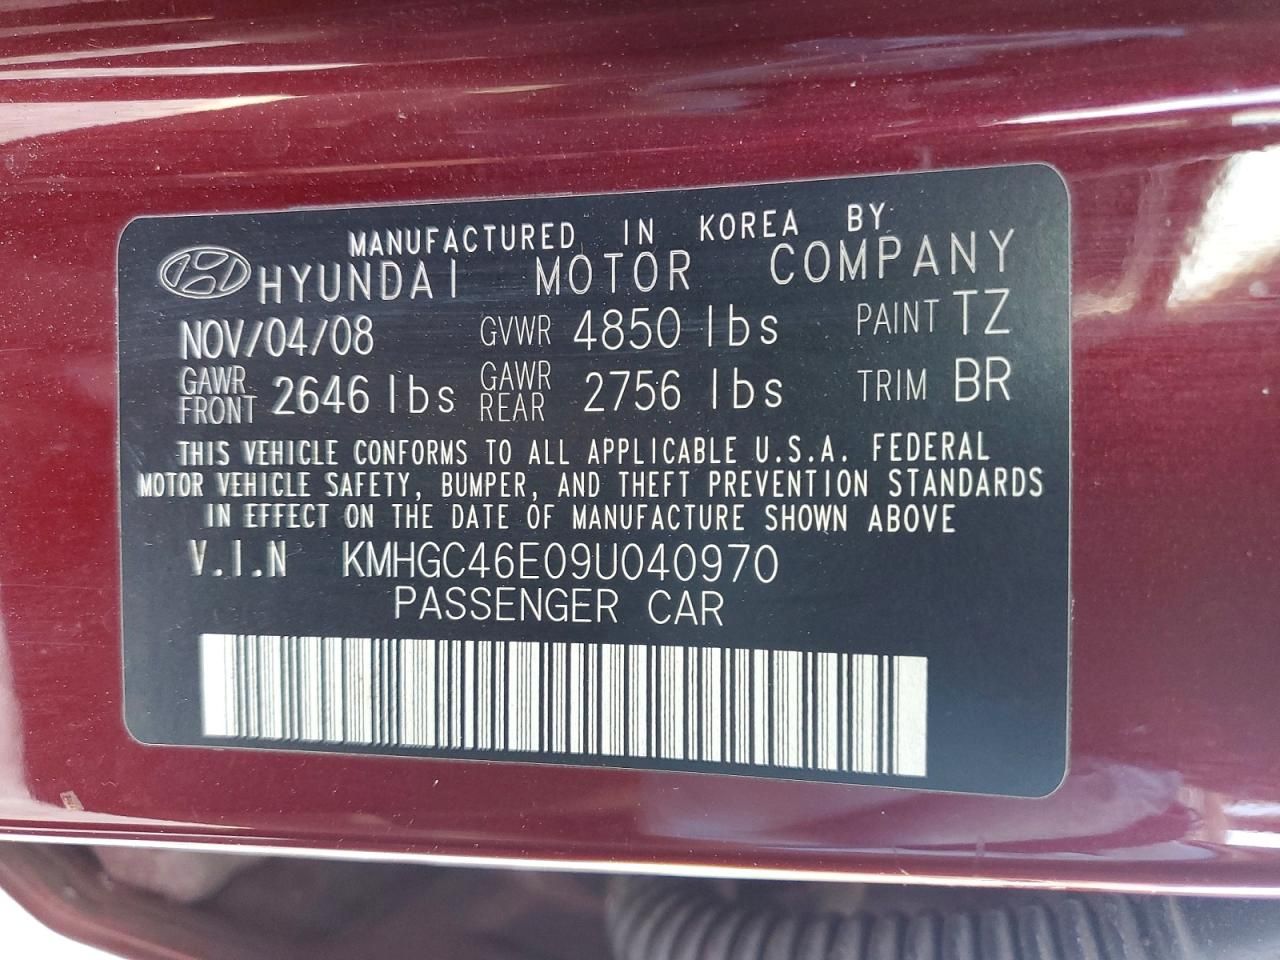 MANUFACTURED IN KOREA BY
HYUNDAI MOTOR COMPANY
NOV/04/08 GVWR 4850 lbs PAINT TZ
GAWR FRONT 2646 lbs GAWR REAR 2756 lbs TRIM BR
THIS VEHICLE CONFORMS TO ALL APPLICABLE U.S.A. FEDERAL
MOTOR VEHICLE SAFETY, BUMPER, AND THEFT PREVENTION STANDARDS
IN EFFECT ON THE DATE OF MANUFACTURE SHOWN ABOVE
V.I.N KMHGC46E09U040970
PASSENGER CAR